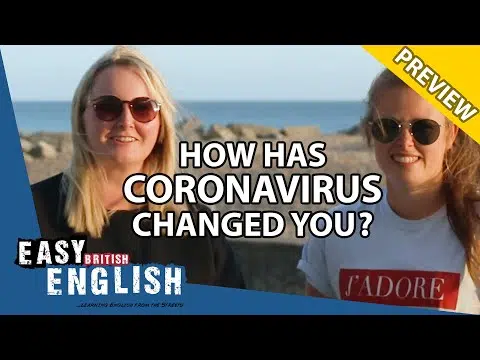 PREVIEW
HOW HAS
CORONAVIRUS
CHANGED YOU?
EASY
BRITISH
ENGLISH
...LEARNING ENGLISH FROM THE STREETS
J'ADORE